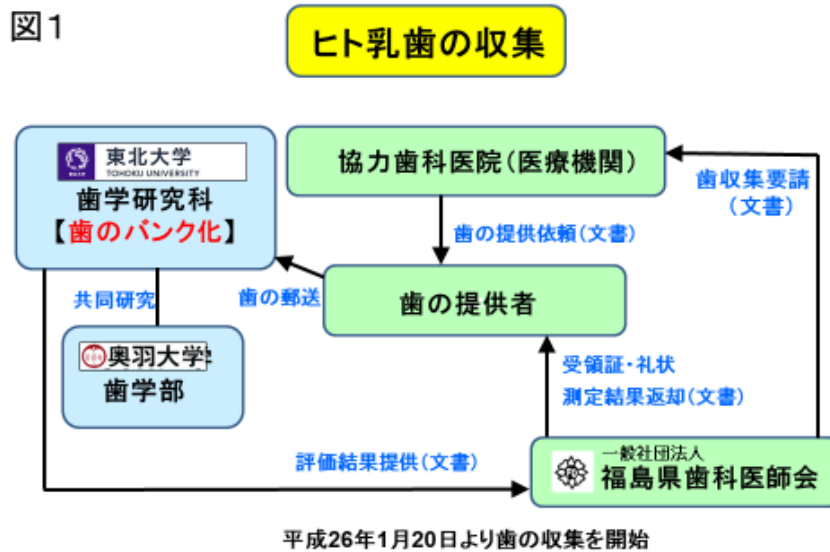 図1
ヒト乳歯の収集
東北大学
TOHOKU UNIVERSITY
歯学研究科
【歯のバンク化】
協力歯科医院(医療機関)
歯収集要請
(文書)
歯の提供依頼(文書)
共同研究
歯の郵送
歯の提供者
奥羽大学
歯学部
受領証・礼状
測定結果返却(文書)
評価結果提供(文書)
一般社団法人
福島県歯科医師会
平成26年1月20日より歯の収集を開始